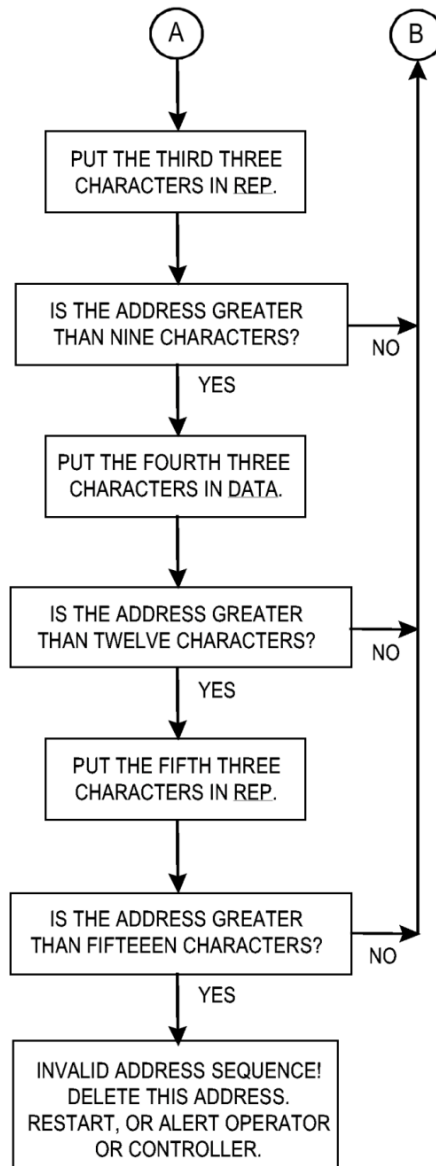 A
B
PUT THE THIRD THREE
CHARACTERS IN REP.
IS THE ADDRESS GREATER
THAN NINE CHARACTERS?
NO
YES
PUT THE FOURTH THREE
CHARACTERS IN DATA.
IS THE ADDRESS GREATER
THAN TWELVE CHARACTERS?
NO
YES
PUT THE FIFTH THREE
CHARACTERS IN REP.
IS THE ADDRESS GREATER
THAN FIFTEEEN CHARACTERS?
NO
YES
INVALID ADDRESS SEQUENCE!
DELETE THIS ADDRESS.
RESTART, OR ALERT OPERATOR
OR CONTROLLER.